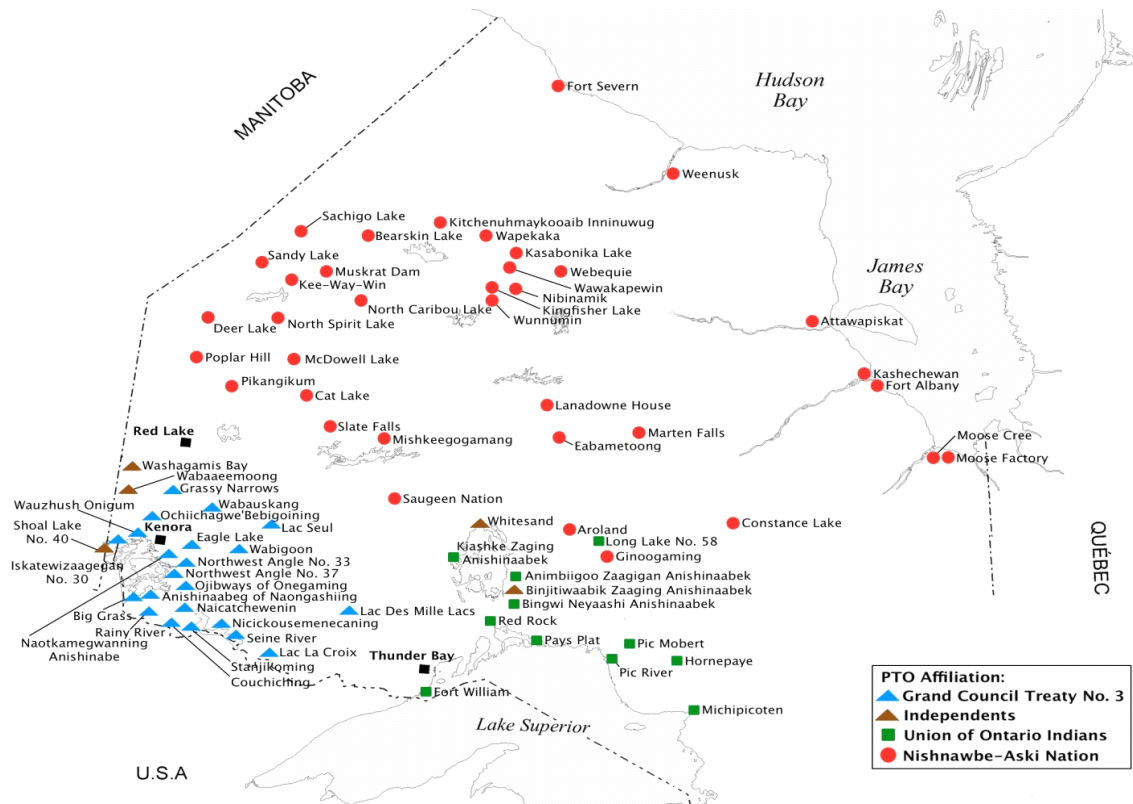 MANITOBA
Hudson
Bay
Fort Severn
Weenusk
Sachigo Lake
Kitchenuhmaykooaib Inninuwug
Bearskin Lake
Wapekaka
Kasabonika Lake
Sandy Lake
Muskrat Dam
Webequie
Kee-Way-Win
Wawakapewin
James
Bay
Nibinamik
North Caribou Lake
Kingfisher Lake
Wunnumin
Deer Lake
North Spirit Lake
Attawapiskat
Poplar Hill
McDowell Lake
Kashechewan
Pikangikum
Fort Albany
Cat Lake
Lanadowne House
Slate Falls
Mishkeegogamang
Eabametoong
Marten Falls
Moose Cree
Moose Factory
Red Lake
Washagamis Bay
Wabaaeemoong
Grassy Narrows
Wauzhush Onigum
Wabauskang
Ochiichagwe'Bebigoining
Saugeen Nation
Shoal Lake
No. 40
Kenora
Lac Seul
Whitesand
Aroland
Constance Lake
Eagle Lake
Wabigoon
Kiashke Zaging
Anishinaabek
Long Lake No. 58
Ginoogaming
Iskatewizaagegan
No. 30
Northwest Angle No. 33
Northwest Angle No. 37
Animbiigoo Zaagigan Anishinaabek
Ojibways of Onegaming
Binjitiwaabik Zaaging Anishinaabek
Anishinaabeg of Naongashiing
Bingwi Neyaashi Anishinaabek
Big Grass
Naicatchewenin
Lac Des Mille Lacs
Rainy River
Nicickousemenecaning
Red Rock
Naotkamegwanning
Anishinabe
Seine River
Pays Plat
Pic Mobert
Stanjikoming
Lac La Croix
Thunder Bay
Pic River
Hornepaye
Couchiching
Fort William
Michipicoten
Lake Superior
U.S.A
QUÉBEC
PTO Affiliation:
Grand Council Treaty No. 3
Independents
Union of Ontario Indians
Nishnawbe-Aski Nation